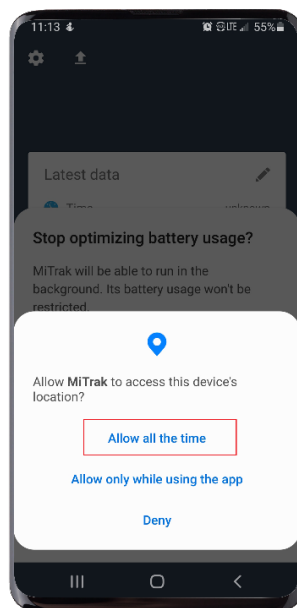 11:13 LTE 55%
Latest data
Time unknown
Stop optimizing battery usage?
MiTrak will be able to run in the
background. Its battery usage won't be
restricted.
Allow MiTrak to access this device's
location?
Allow all the time
Allow only while using the app
Deny